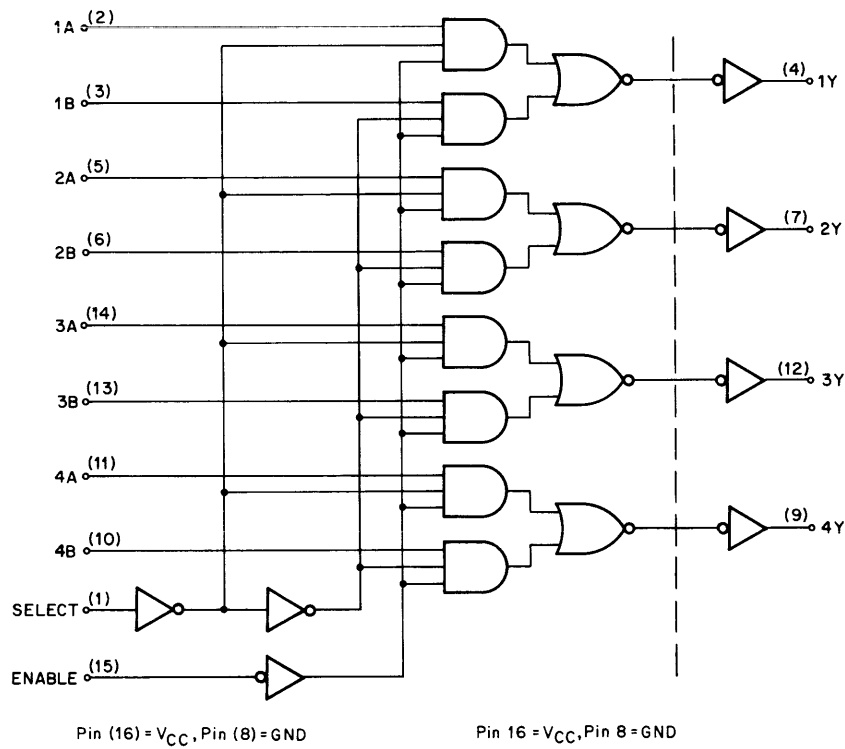 1A (2)
(4) 1Y
1B (3)
2A (5)
(7) 2Y
2B (6)
3A (14)
(12) 3Y
3B (13)
4A (11)
(9) 4Y
4B (10)
SELECT (1)
ENABLE (15)
Pin (16) = VCC, Pin (8) = GND
Pin 16 = VCC, Pin 8 = GND